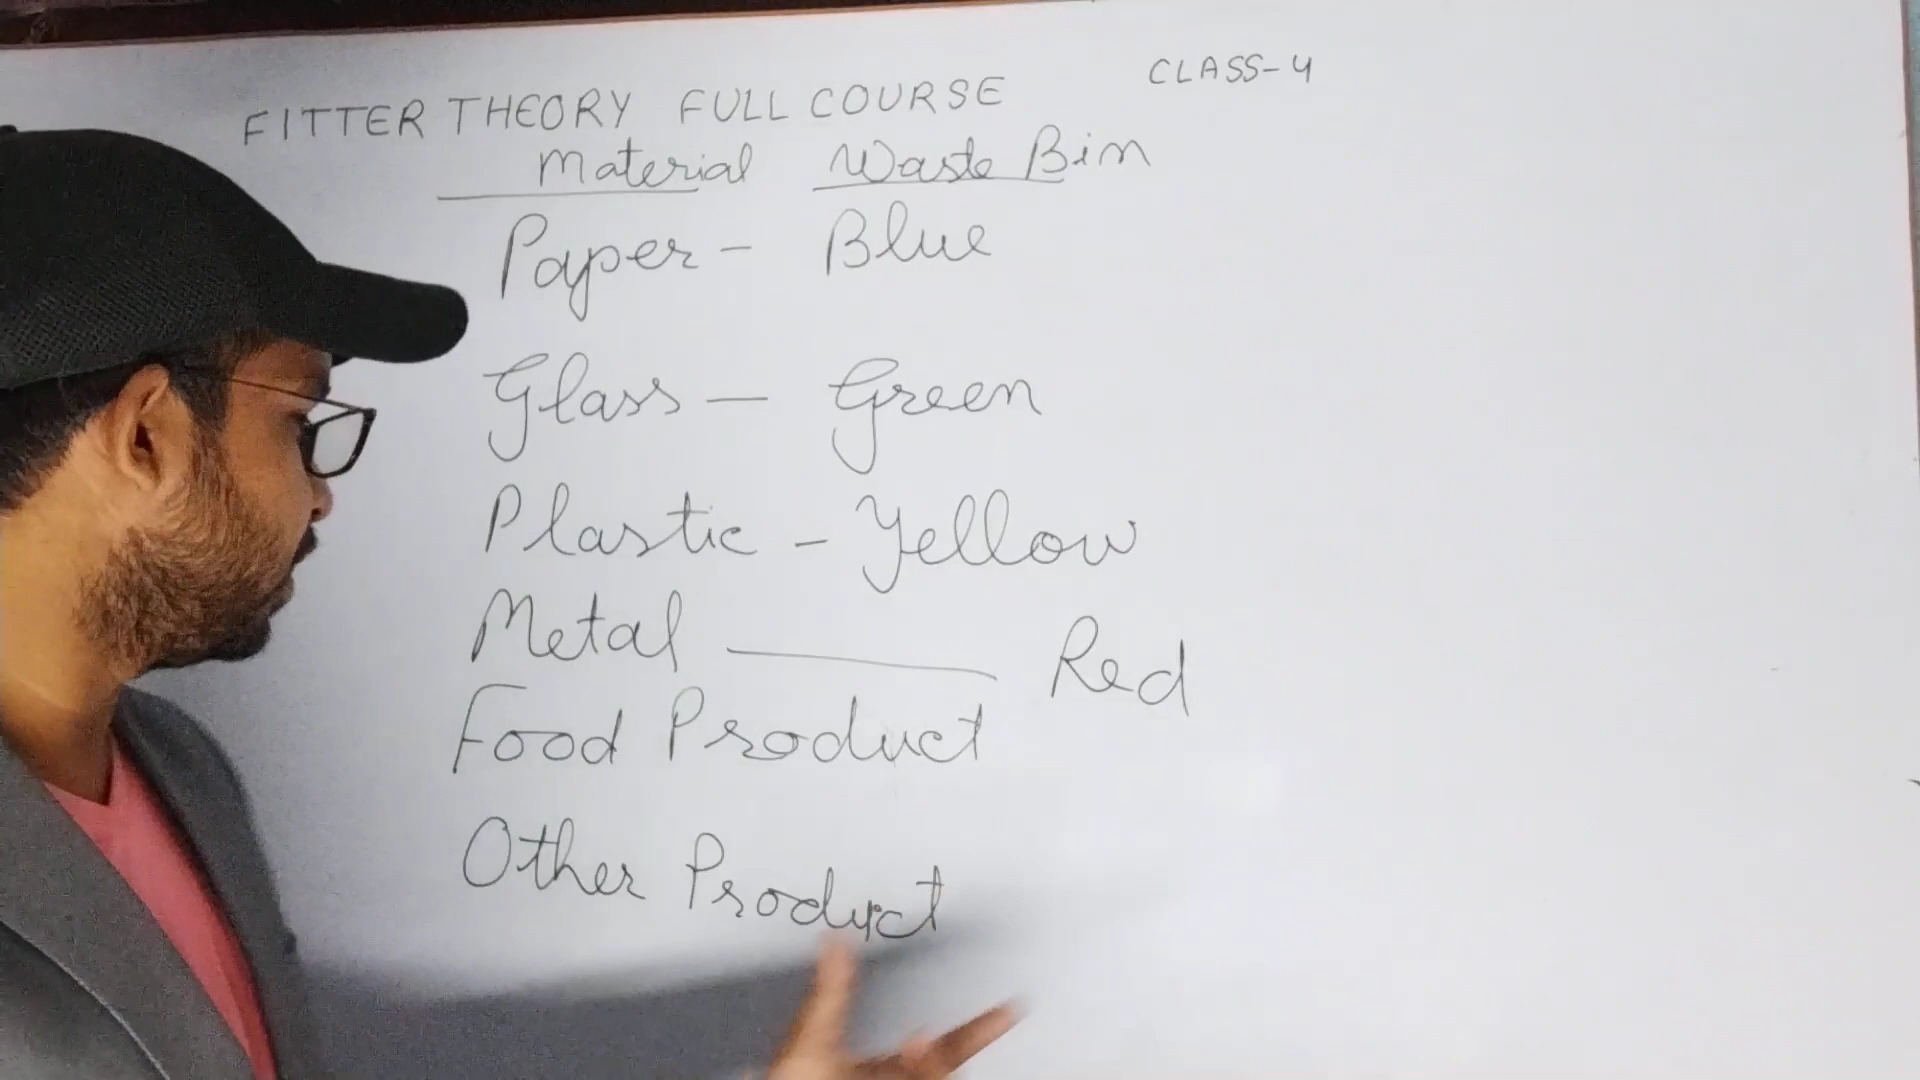 FITTER THEORY FULL COURSE CLASS-4
Material Waste Bin
Paper - Blue
Glass - Green
Plastic - Yellow
Metal — Red
Food Product
Other Product